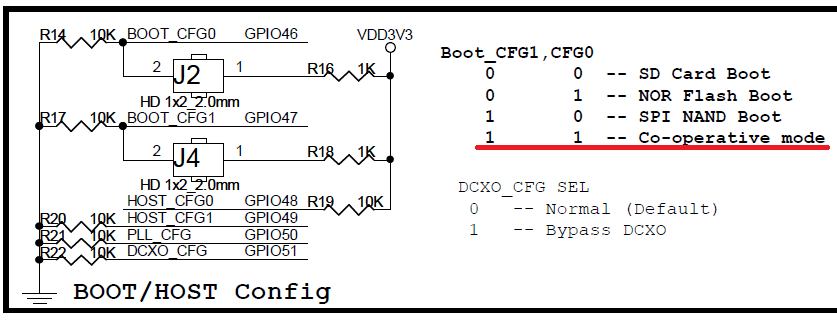 R14 10K BOOT_CFG0 GPIO46 VDD3V3
2 J2 1 R16 1K
HD 1x2_2.0mm
R17 10K BOOT_CFG1 GPIO47
2 J4 1 R18 1K
HD 1x2_2.0mm
HOST_CFG0 GPIO48 R19 10K
R20 10K HOST_CFG1 GPIO49
R21 10K PLL_CFG GPIO50
R22 10K DCXO_CFG GPIO51
BOOT/HOST Config
Boot_CFG1,CFG0
0 0 -- SD Card Boot
0 1 -- NOR Flash Boot
1 0 -- SPI NAND Boot
1 1 -- Co-operative mode
DCXO_CFG SEL
0 -- Normal (Default)
1 -- Bypass DCXO